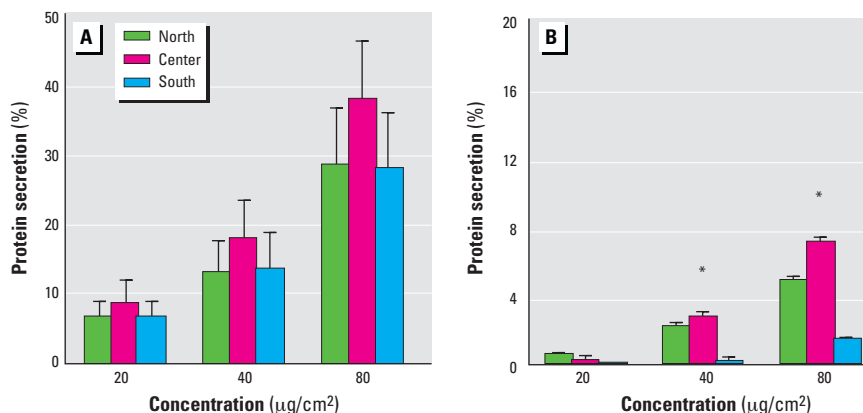 A
North
Center
South
Protein secretion (%)
50
40
30
20
10
0
20
40
80
Concentration (μg/cm²)
B
Protein secretion (%)
20
16
12
8
4
0
*
*
20
40
80
Concentration (μg/cm²)